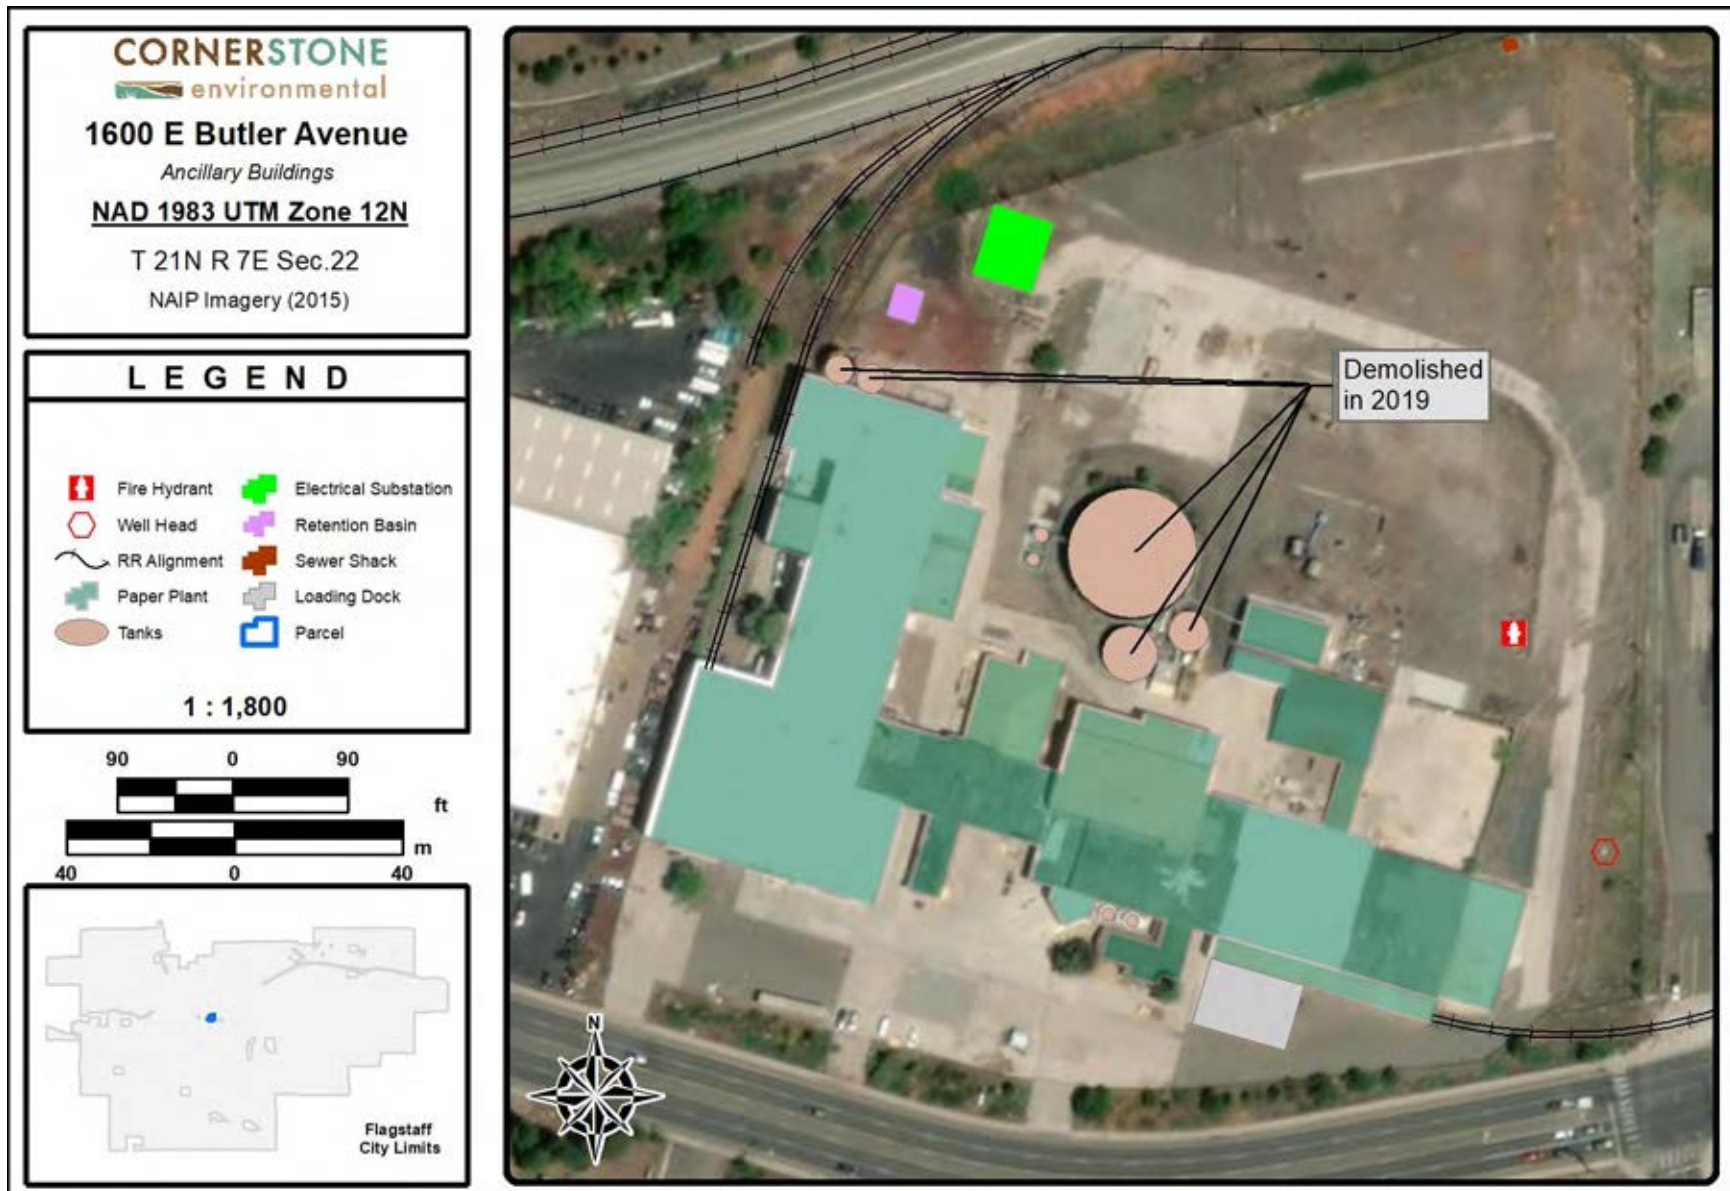 CORNERSTONE
environmental
1600 E Butler Avenue
Ancillary Buildings
NAD 1983 UTM Zone 12N
T 21N R 7E Sec.22
NAIP Imagery (2015)
LEGEND
Fire Hydrant
Electrical Substation
Well Head
Retention Basin
RR Alignment
Sewer Shack
Paper Plant
Loading Dock
Tanks
Parcel
1 : 1,800
90 0 90
ft
m
40 0 40
Flagstaff
City Limits
Demolished
in 2019
N